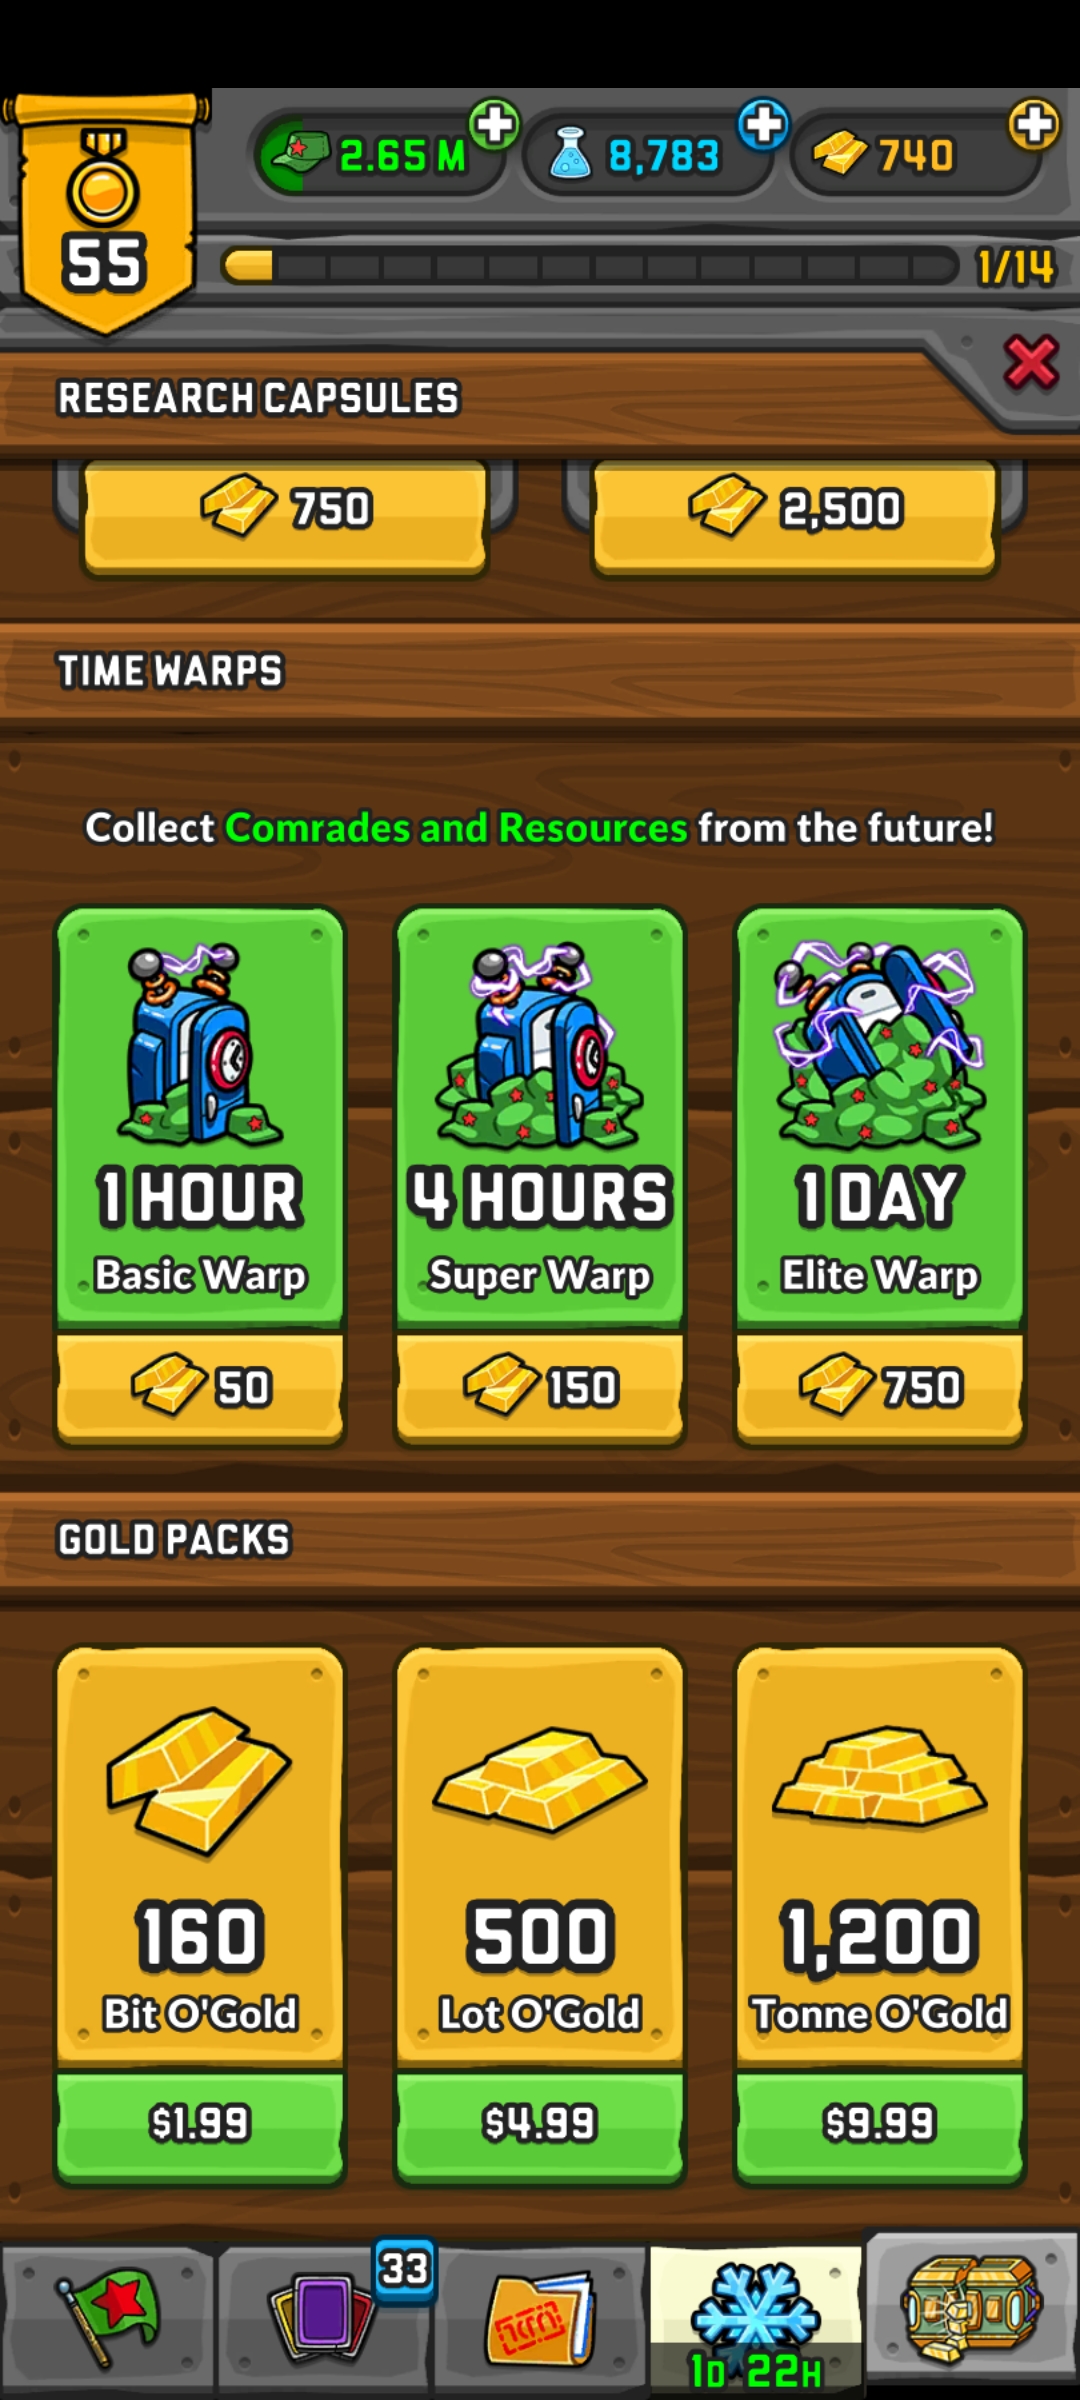 2.65 M
8,783
740
55
1/14
RESEARCH CAPSULES
750
2,500
TIME WARPS
Collect Comrades and Resources from the future!
1 HOUR
4 HOURS
1 DAY
Basic Warp
Super Warp
Elite Warp
50
150
750
GOLD PACKS
160
500
1,200
Bit O'Gold
Lot O'Gold
Tonne O'Gold
$1.99
$4.99
$9.99
33
1D 22H